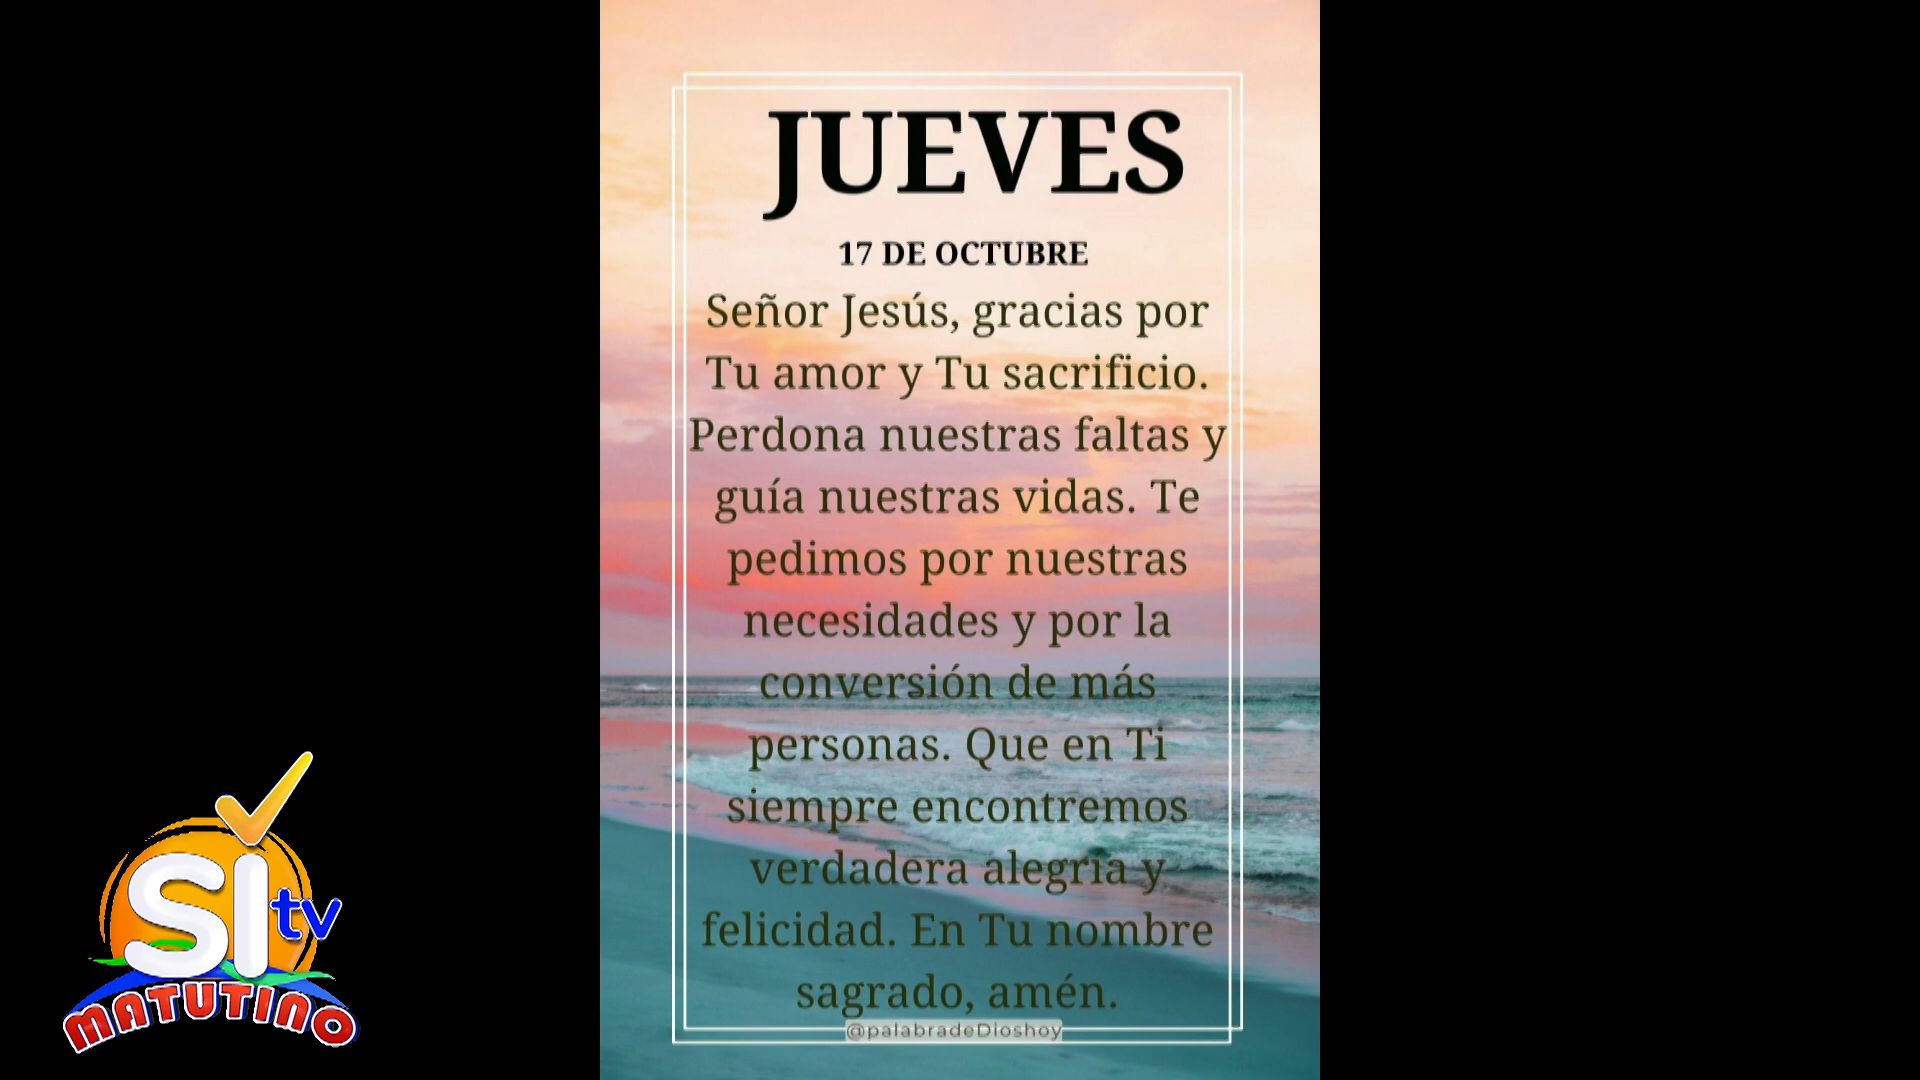 JUEVES
17 DE OCTUBRE
Señor Jesús, gracias por
Tu amor y Tu sacrificio.
Perdona nuestras faltas y
guía nuestras vidas. Te
pedimos por nuestras
necesidades y por la
conversión de más
personas. Que en Ti
siempre encontremos
verdadera alegría y
felicidad. En Tu nombre
sagrado, amén.
@palabradeDioshoy
SI tv
MATUTINO